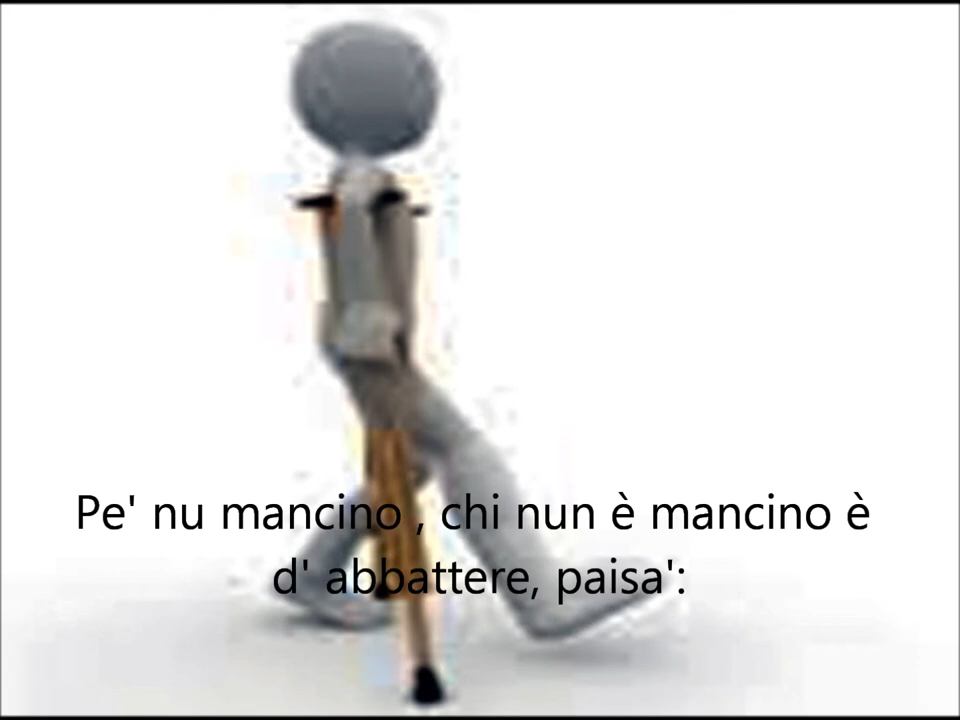 Pe' nu mancino , chi nun è mancino è
d' abbattere, paisa':